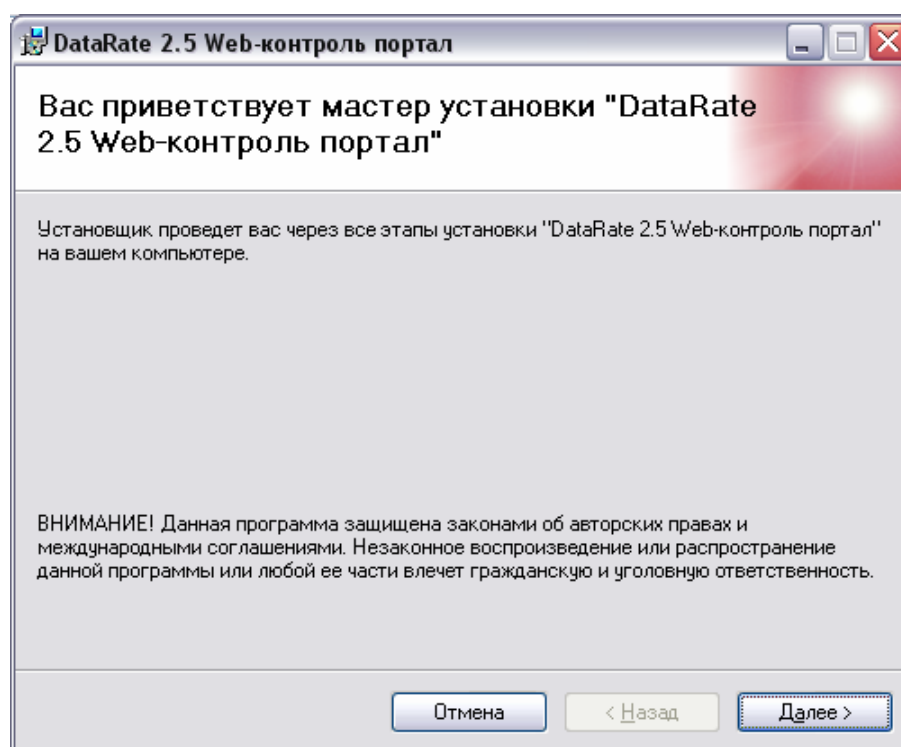 DataRate 2.5 Web-контроль портал
Вас приветствует мастер установки "DataRate
2.5 Web-контроль портал"
Установщик проведет вас через все этапы установки "DataRate 2.5 Web-контроль портал"
на вашем компьютере.
ВНИМАНИЕ! Данная программа защищена законами об авторских правах и
международными соглашениями. Незаконное воспроизведение или распространение
данной программы или любой ее части влечет гражданскую и уголовную ответственность.
Отмена < Назад Далее >